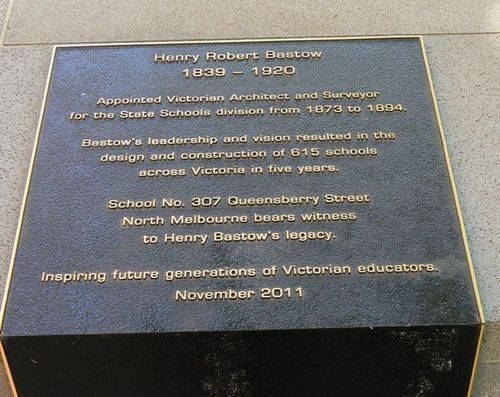 Henry Robert Bastow
1839 – 1920
Appointed Victorian Architect and Surveyor
for the State Schools division from 1873 to 1894.
Bastow's leadership and vision resulted in the
design and construction of 615 schools
across Victoria in five years.
School No. 307 Queensberry Street
North Melbourne bears witness
to Henry Bastow's legacy.
Inspiring future generations of Victorian educators.
November 2011